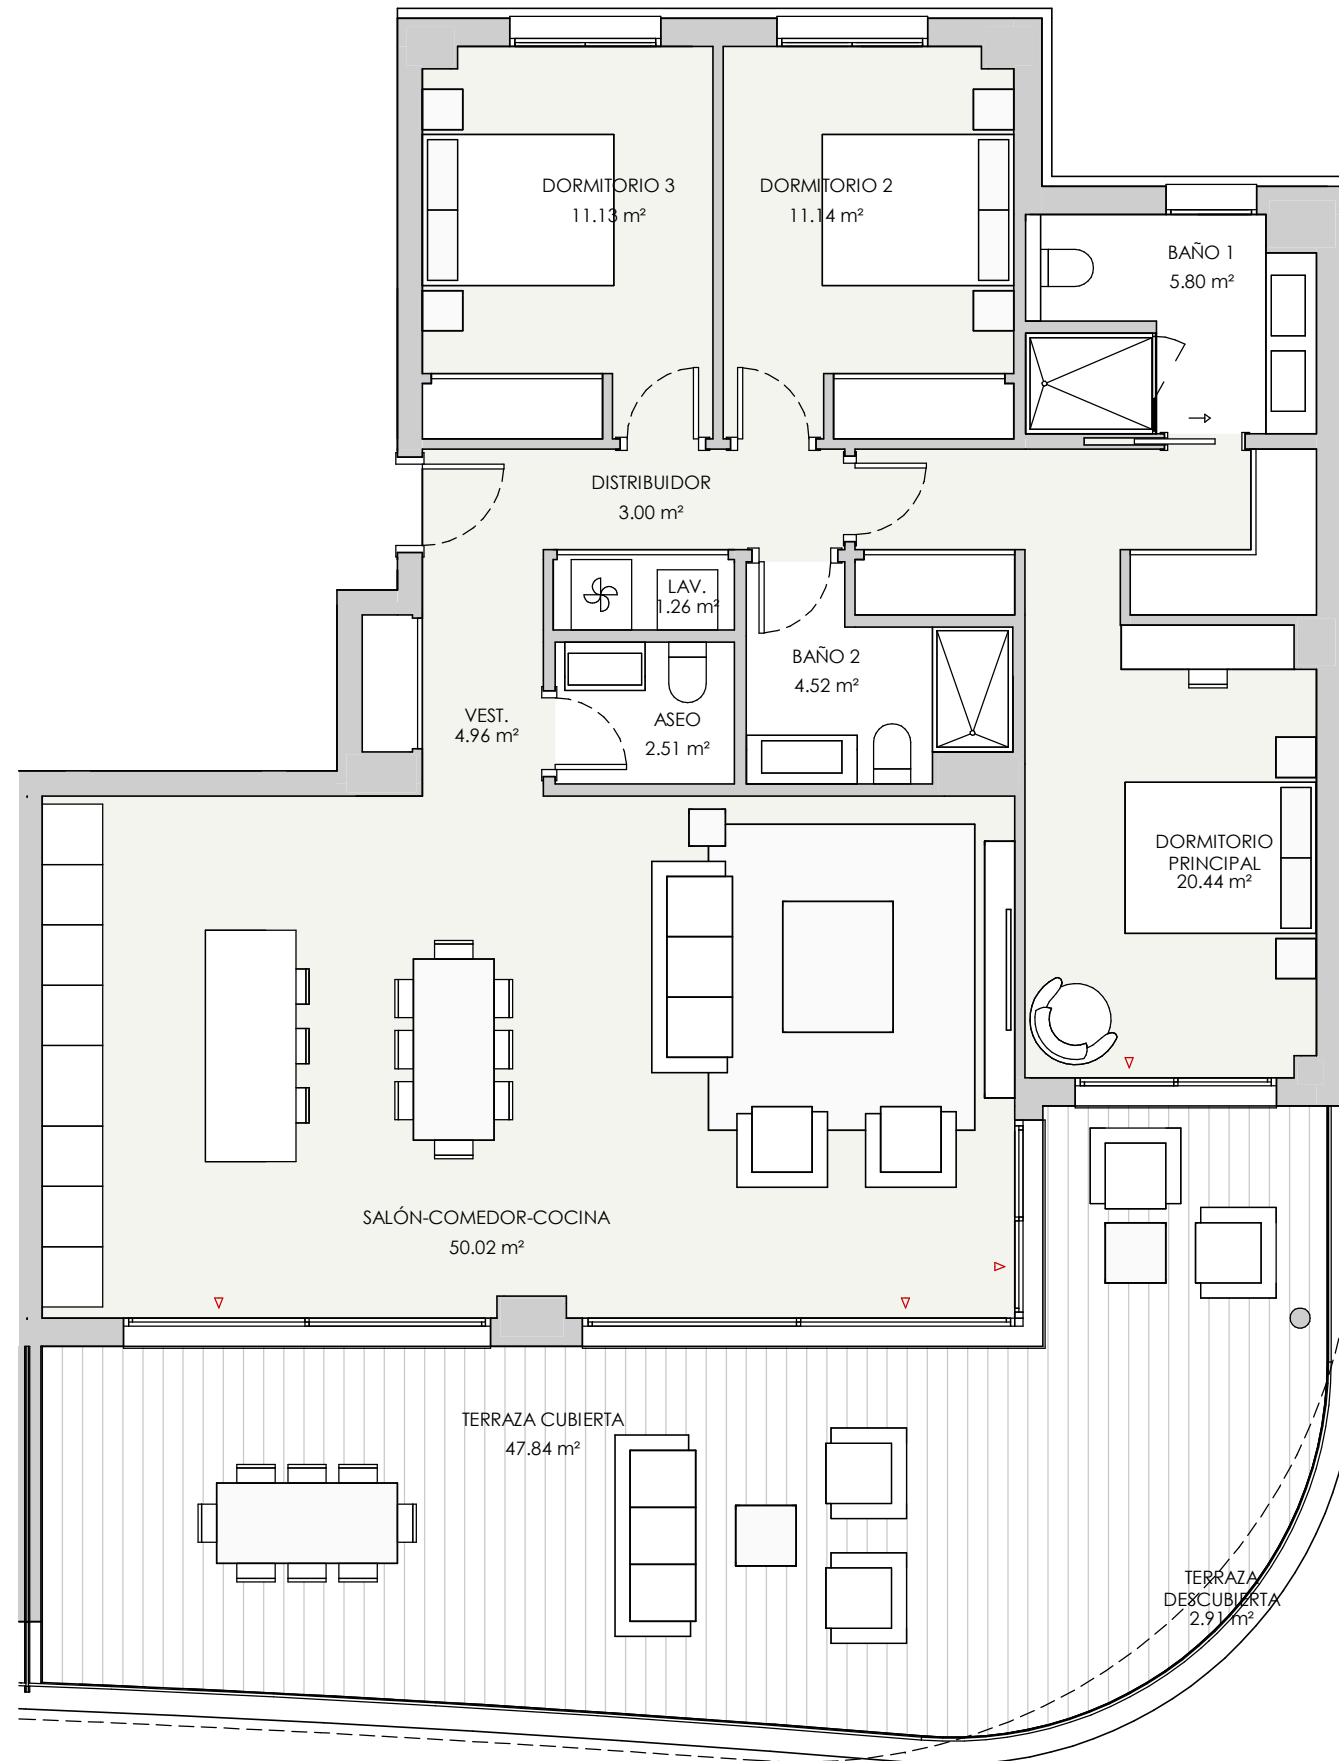 DORMITORIO 3
11.13 m²
DORMITORIO 2
11.14 m²
BAÑO 1
5.80 m²
DISTRIBUIDOR
3.00 m²
LAV.
1.26 m²
BAÑO 2
4.52 m²
VEST.
4.96 m²
ASEO
2.51 m²
DORMITORIO
PRINCIPAL
20.44 m²
SALÓN-COMEDOR-COCINA
50.02 m²
TERRAZA CUBIERTA
47.84 m²
TERRAZA
DESCUBIERTA
2.91 m²